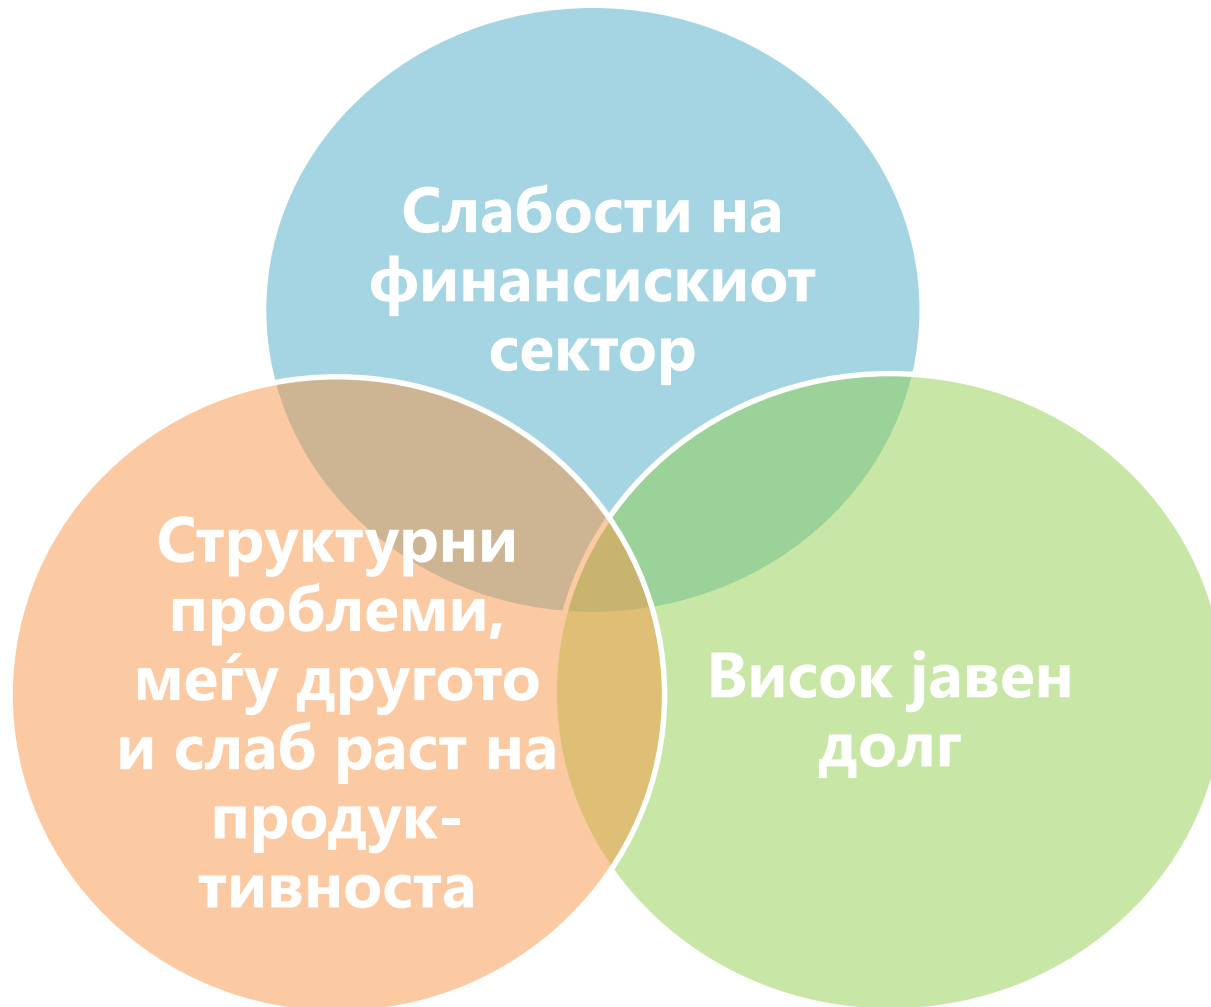 Слабости на
финансискиот
сектор
Структурни
проблеми,
меѓу другото
и слаб раст на
продук-
тивноста
Висок јавен
долг